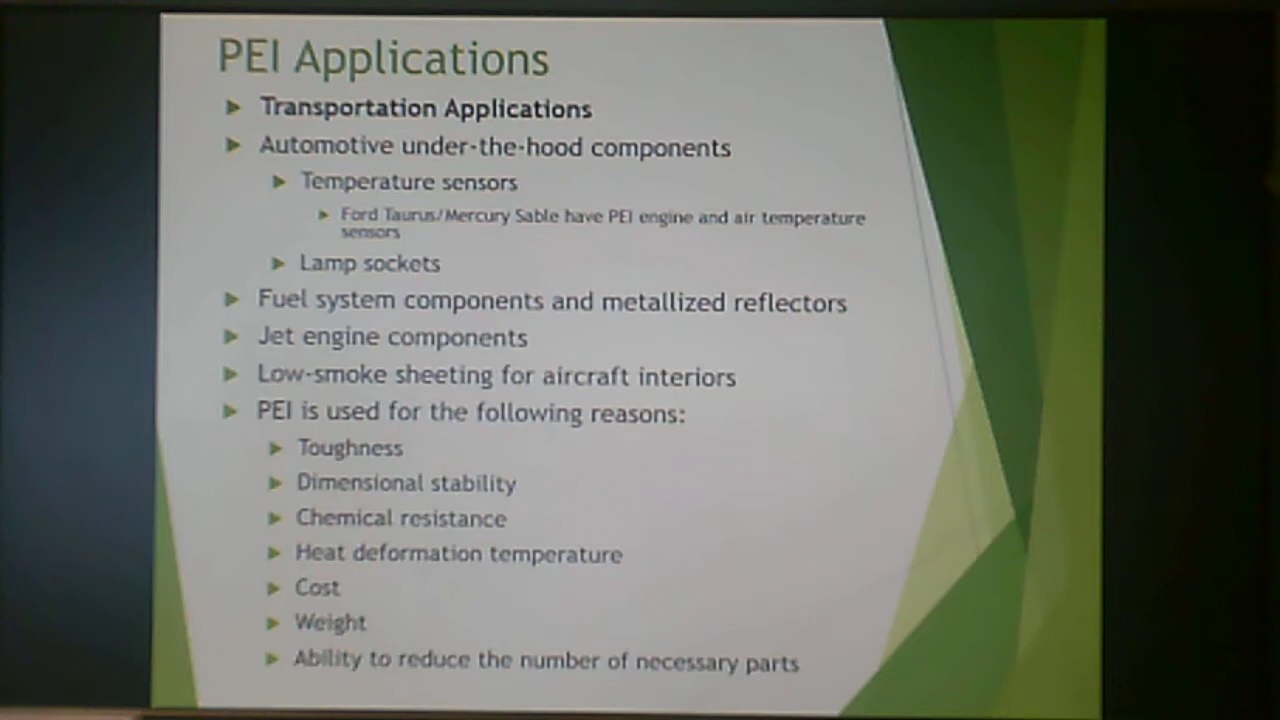 PEI Applications
Transportation Applications
Automotive under-the-hood components
Temperature sensors
Ford Taurus/Mercury Sable have PEI engine and air temperature
sensors
Lamp sockets
Fuel system components and metallized reflectors
Jet engine components
Low-smoke sheeting for aircraft interiors
PEI is used for the following reasons:
Toughness
Dimensional stability
Chemical resistance
Heat deformation temperature
Cost
Weight
Ability to reduce the number of necessary parts